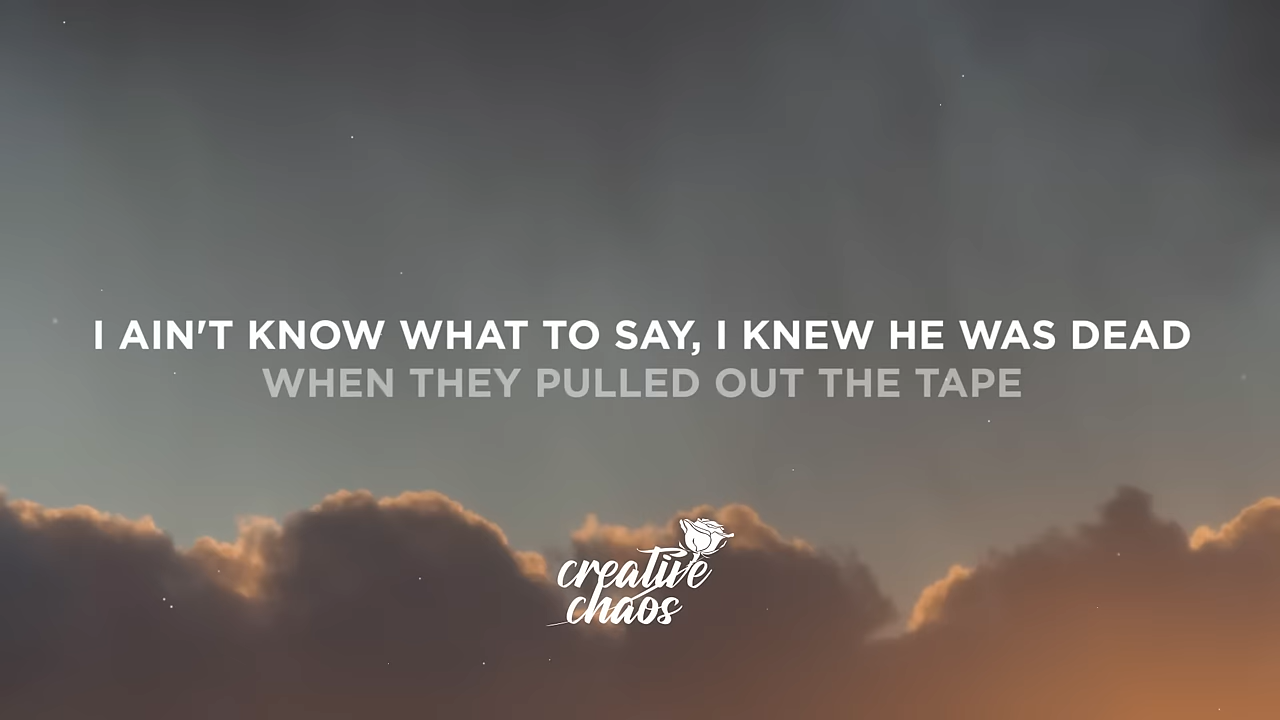 I AIN'T KNOW WHAT TO SAY, I KNEW HE WAS DEAD
WHEN THEY PULLED OUT THE TAPE
creative
chaos